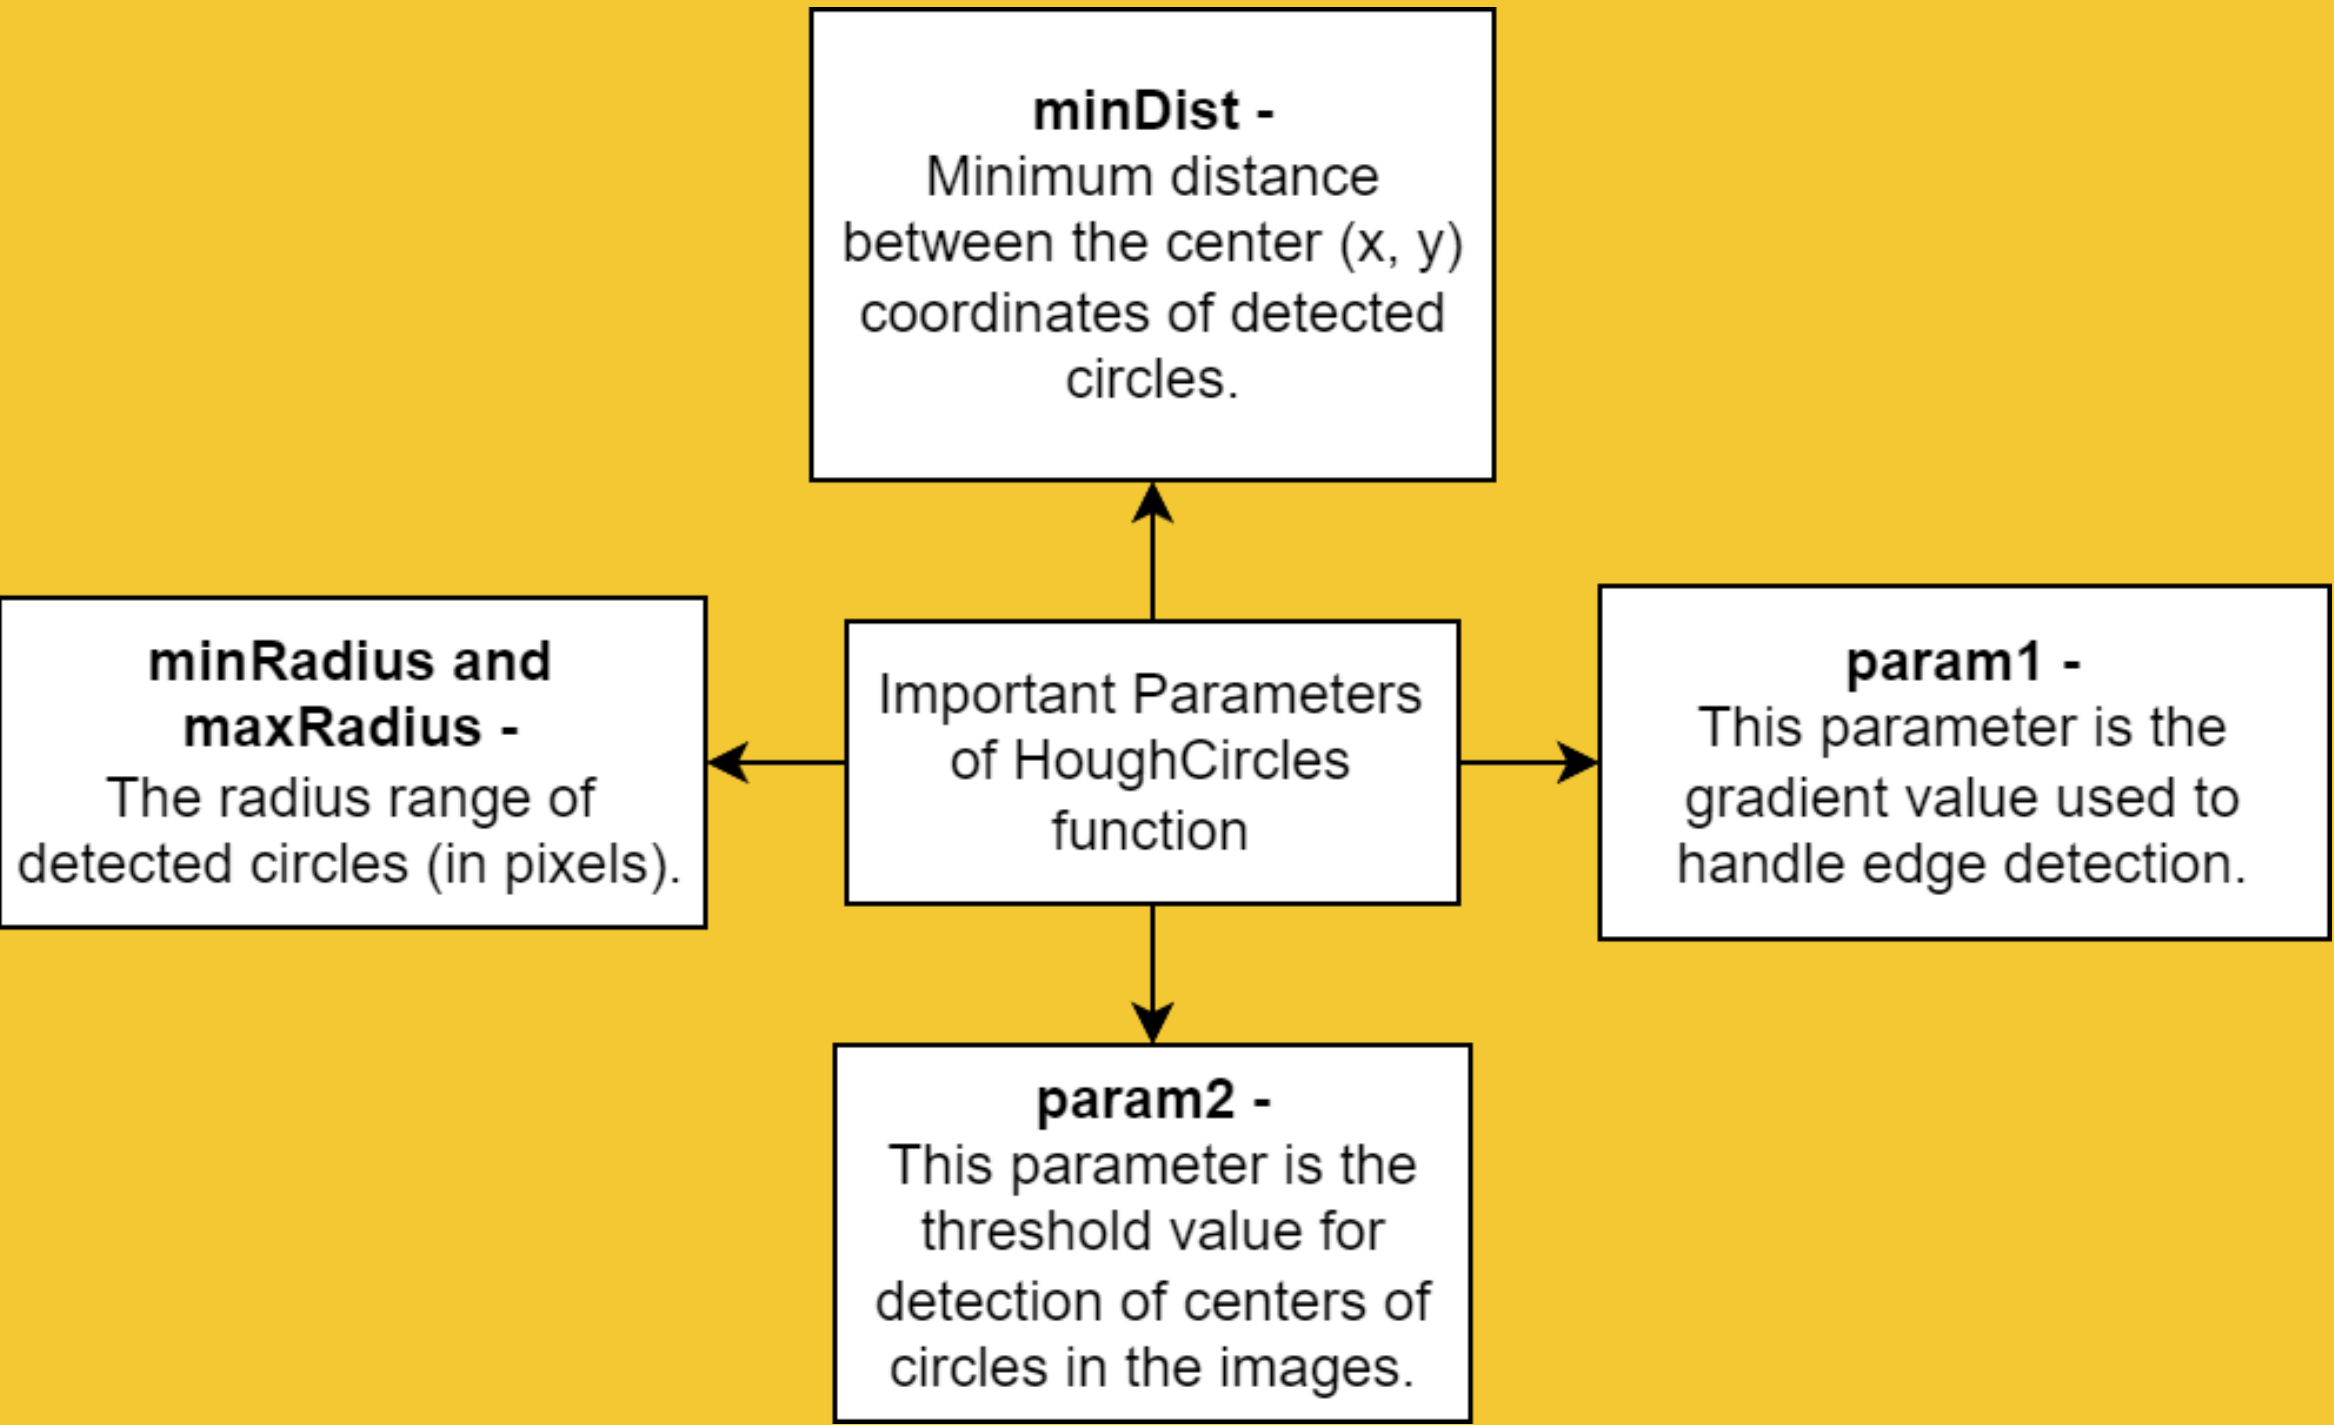 minDist -
Minimum distance
between the center (x, y)
coordinates of detected
circles.
minRadius and
maxRadius -
The radius range of
detected circles (in pixels).
Important Parameters
of HoughCircles
function
param1 -
This parameter is the
gradient value used to
handle edge detection.
param2 -
This parameter is the
threshold value for
detection of centers of
circles in the images.